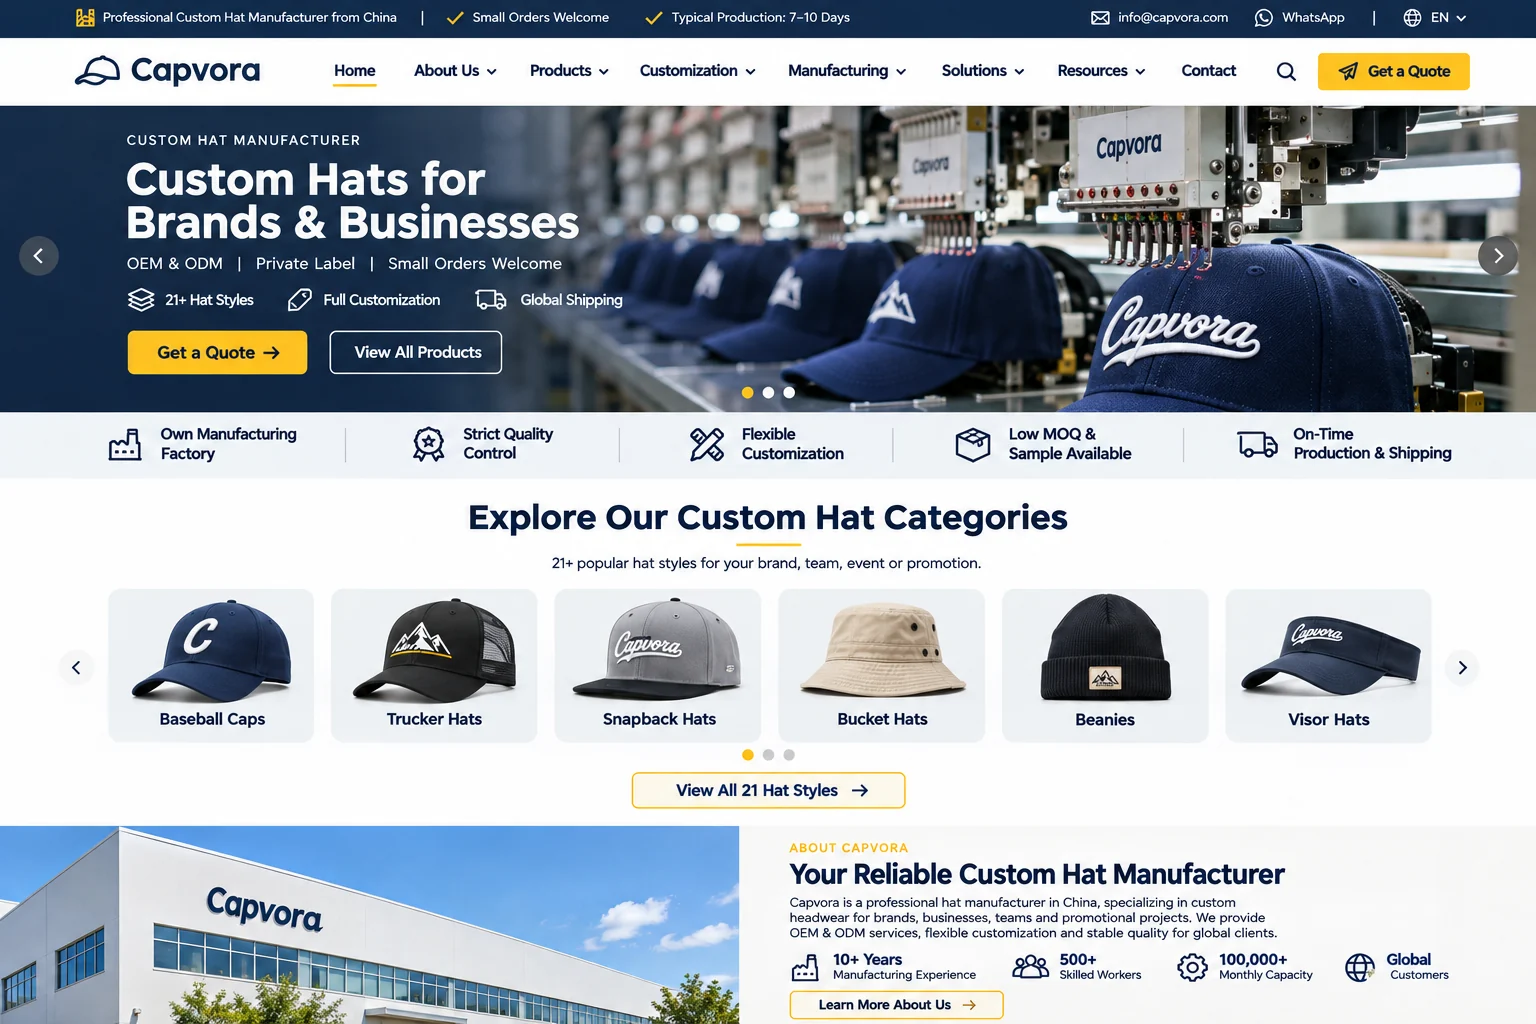 Professional Custom Hat Manufacturer from China | Small Orders Welcome Typical Production: 7–10 Days info@capvora.com WhatsApp | EN
Capvora Home About Us Products Customization Manufacturing Solutions Resources Contact Get a Quote
CUSTOM HAT MANUFACTURER
Custom Hats for
Brands & Businesses
OEM & ODM | Private Label | Small Orders Welcome
21+ Hat Styles Full Customization Global Shipping
Get a Quote → View All Products
Capvora
Capvora
Capvora
Own Manufacturing
Factory
Strict Quality
Control
Flexible
Customization
Low MOQ &
Sample Available
On-Time
Production & Shipping
Explore Our Custom Hat Categories
21+ popular hat styles for your brand, team, event or promotion.
C
Baseball Caps
Trucker Hats
Capvora
Snapback Hats
Bucket Hats
Beanies
Capvora
Visor Hats
View All 21 Hat Styles →
Capvora
ABOUT CAPVORA
Your Reliable Custom Hat Manufacturer
Capvora is a professional hat manufacturer in China, specializing in custom
headwear for brands, businesses, teams and promotional projects. We provide
OEM & ODM services, flexible customization and stable quality for global clients.
10+ Years
Manufacturing Experience
500+
Skilled Workers
100,000+
Monthly Capacity
Global
Customers
Learn More About Us →